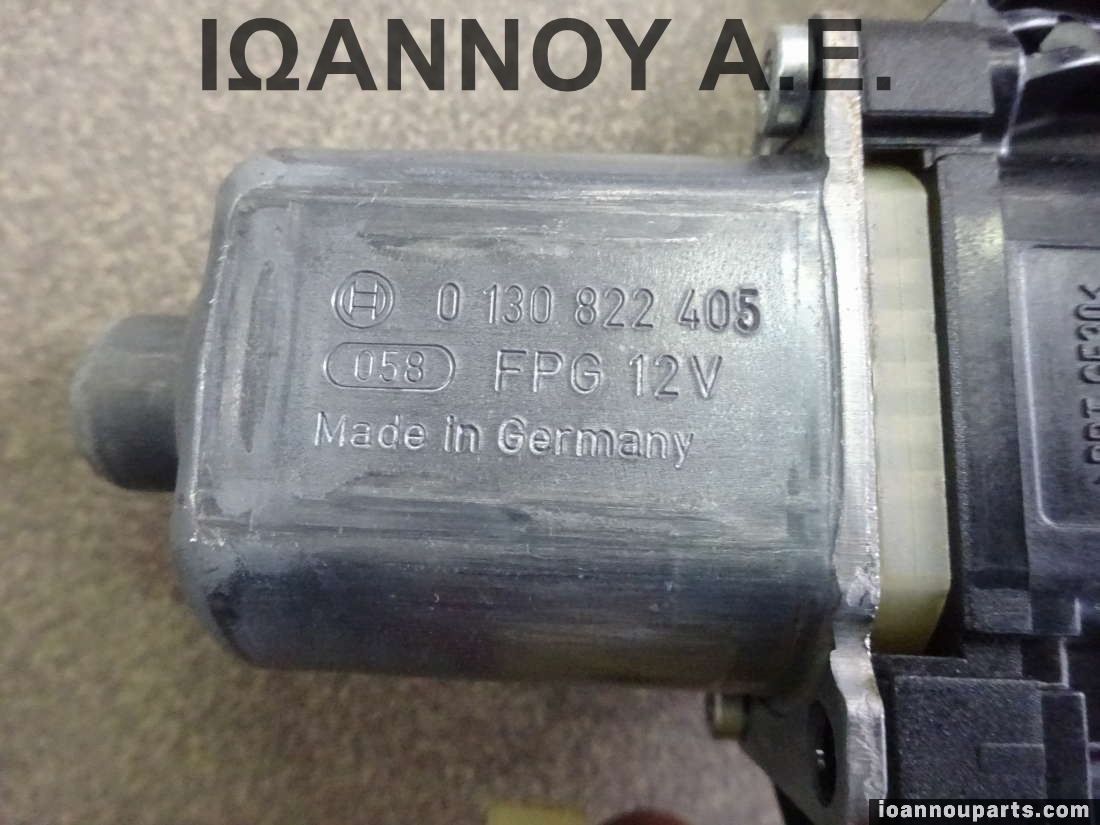 ΙΩΑΝΝΟΥ Α.Ε.
0 130 822 405
058 FPG 12V
Made in Germany
ioannouparts.com